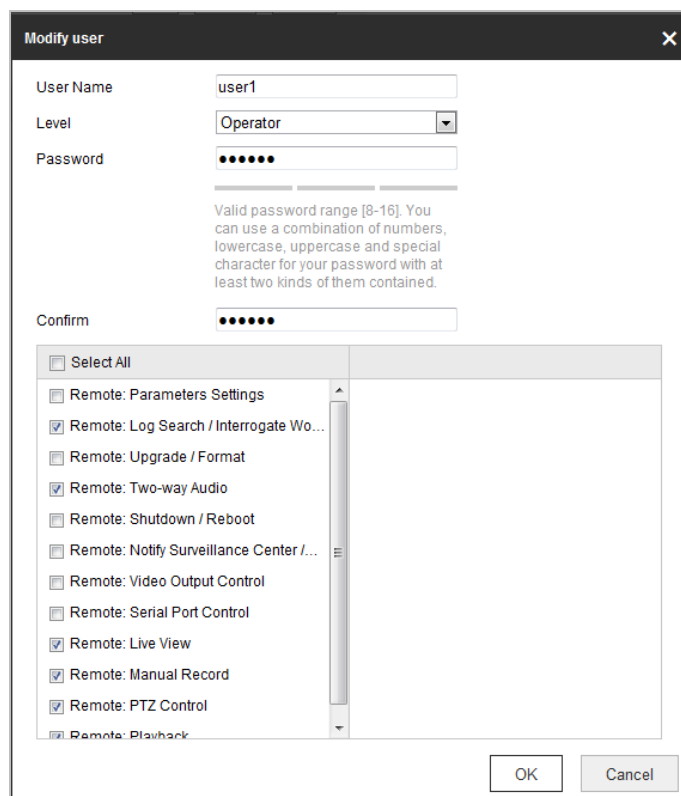 Modify user
User Name
user1
Level
Operator
Password
••••••
Valid password range [8-16]. You
can use a combination of numbers,
lowercase, uppercase and special
character for your password with at
least two kinds of them contained.
Confirm
••••••
Select All
Remote: Parameters Settings
Remote: Log Search / Interrogate Wo...
Remote: Upgrade / Format
Remote: Two-way Audio
Remote: Shutdown / Reboot
Remote: Notify Surveillance Center /...
Remote: Video Output Control
Remote: Serial Port Control
Remote: Live View
Remote: Manual Record
Remote: PTZ Control
Remote: Playback
OK Cancel